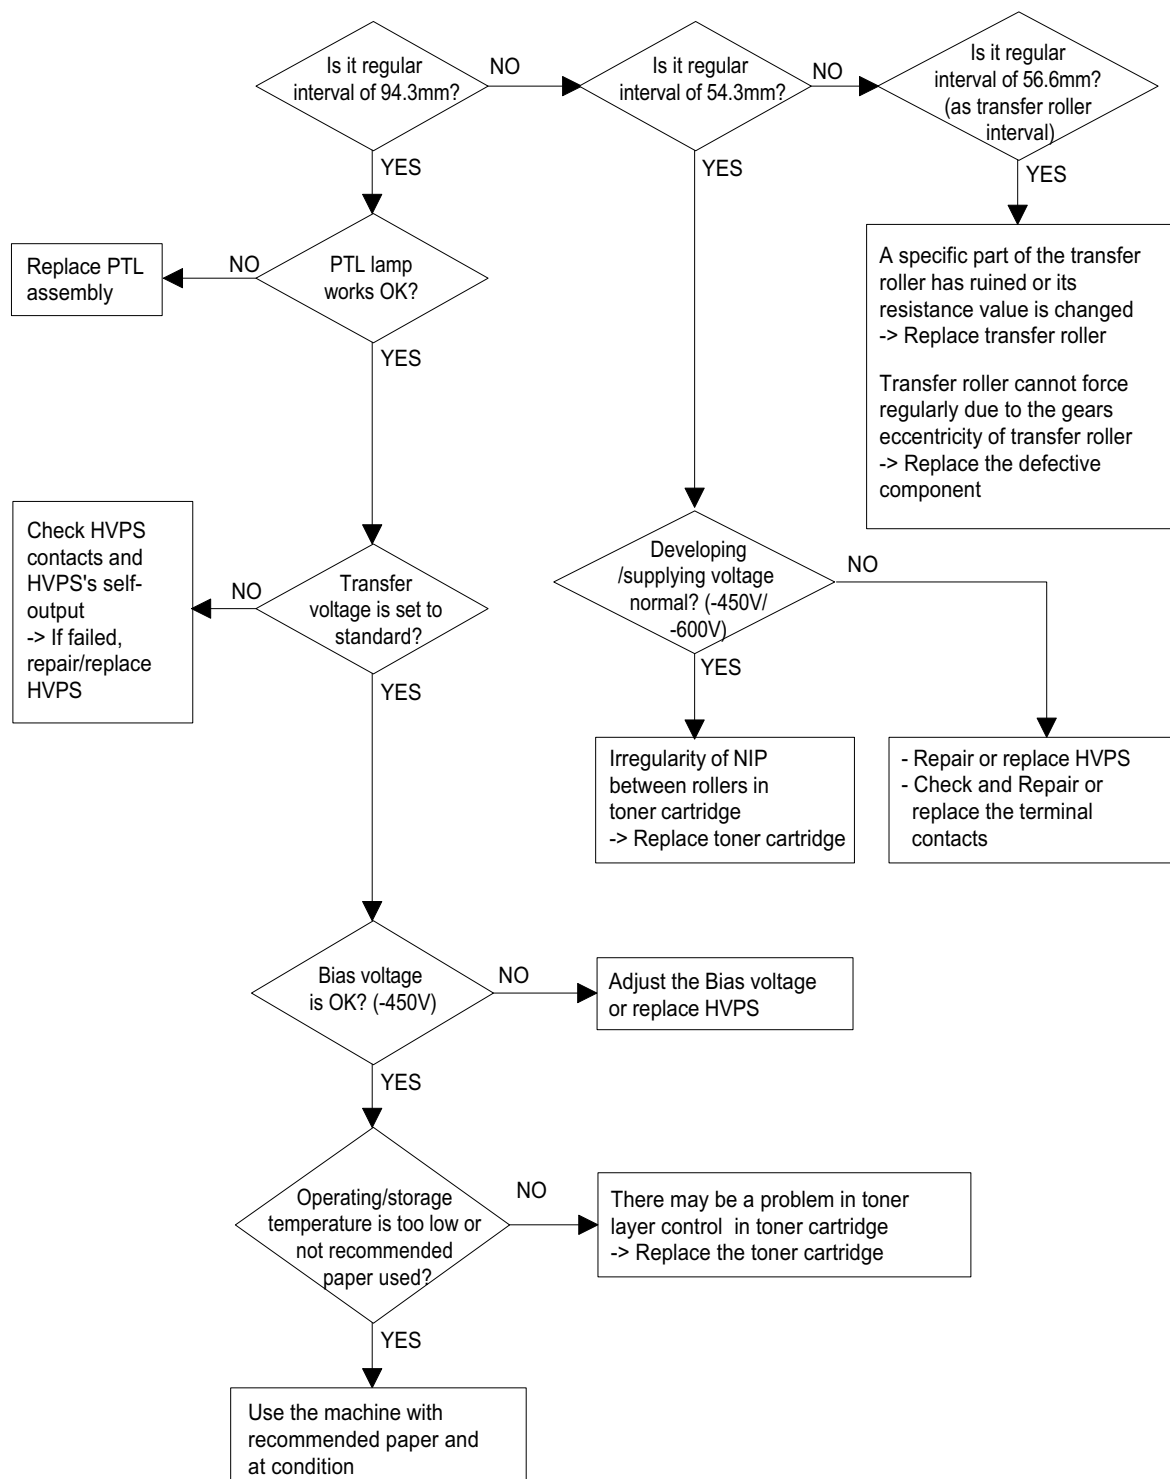 Is it regular
interval of 94.3mm?
NO
Is it regular
interval of 54.3mm?
NO
Is it regular
interval of 56.6mm?
(as transfer roller
interval)
YES
YES
YES
Replace PTL
assembly
NO
PTL lamp
works OK?
YES
A specific part of the transfer
roller has ruined or its
resistance value is changed
-> Replace transfer roller
Transfer roller cannot force
regularly due to the gears
eccentricity of transfer roller
-> Replace the defective
component
Check HVPS
contacts and
HVPS's self-
output
-> If failed,
repair/replace
HVPS
NO
Transfer
voltage is set to
standard?
YES
Developing
/supplying voltage
normal? (-450V/
-600V)
NO
YES
Irregularity of NIP
between rollers in
toner cartridge
-> Replace toner cartridge
- Repair or replace HVPS
- Check and Repair or
replace the terminal
contacts
Bias voltage
is OK? (-450V)
NO
Adjust the Bias voltage
or replace HVPS
YES
Operating/storage
temperature is too low or
not recommended
paper used?
NO
There may be a problem in toner
layer control in toner cartridge
-> Replace the toner cartridge
YES
Use the machine with
recommended paper and
at condition